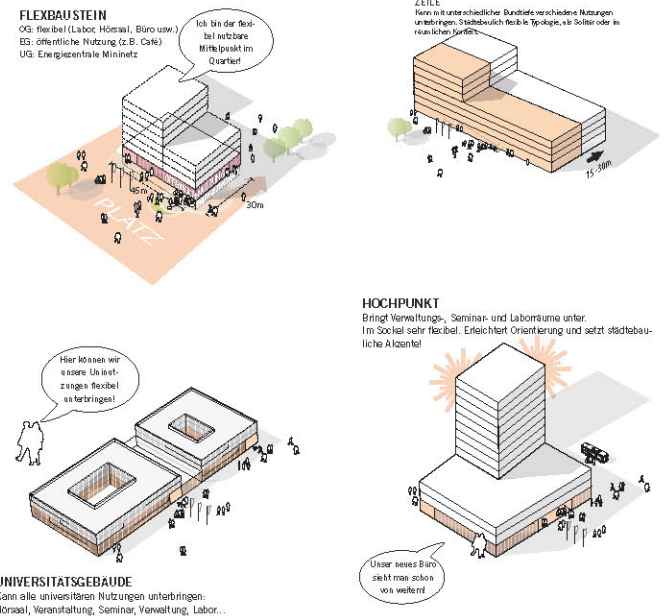 FLEXBAUSTEIN
OG: flexibel (Labor, Hörsaal, Büro usw.)
EG: öffentliche Nutzung (z.B. Café)
UG: Energiezentrale Mininetz
Ich bin der flexi-
bel nutzbare
Mittelpunkt im
Quartier!
45m
30m
PLATZ
ZEILE
Kann mit unterschiedlicher Bundtiefe verschiedene Nutzungen
unterbringen. Städtebaulich flexible Typologie, als Solitär oder im
räumlichen Kontext.
15-30m
Hier können wir
unsere Uninut-
zungen flexibel
unterbringen!
UNIVERSITÄTSGEBÄUDE
Kann alle universitären Nutzungen unterbringen:
Hörsaal, Veranstaltung, Seminar, Verwaltung, Labor...
HOCHPUNKT
Bringt Verwaltungs-, Seminar- und Laborräume unter.
Im Sockel sehr flexibel. Erleichtert Orientierung und setzt städtebau-
liche Akzente!
Unser neues Büro
sieht man schon
von weitem!